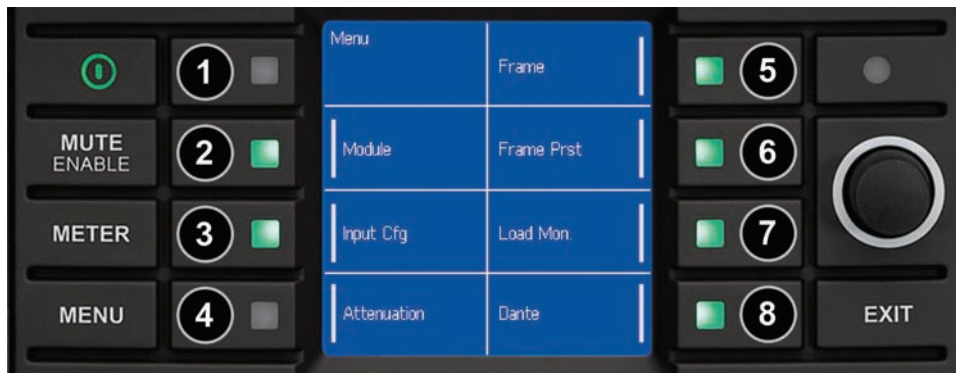 Menu
Frame
1
5
MUTE
ENABLE
2
Module
Frame Prst
6
METER
3
Input Cfg
Load Mon.
7
MENU
4
Attenuation
Dante
8
EXIT